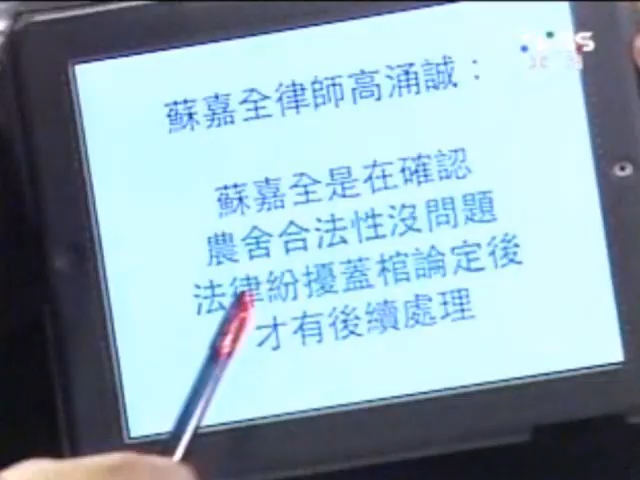 蘇嘉全律師高涌誠：
蘇嘉全是在確認
農舍合法性沒問題
法律紛擾蓋棺論定後
才有後續處理